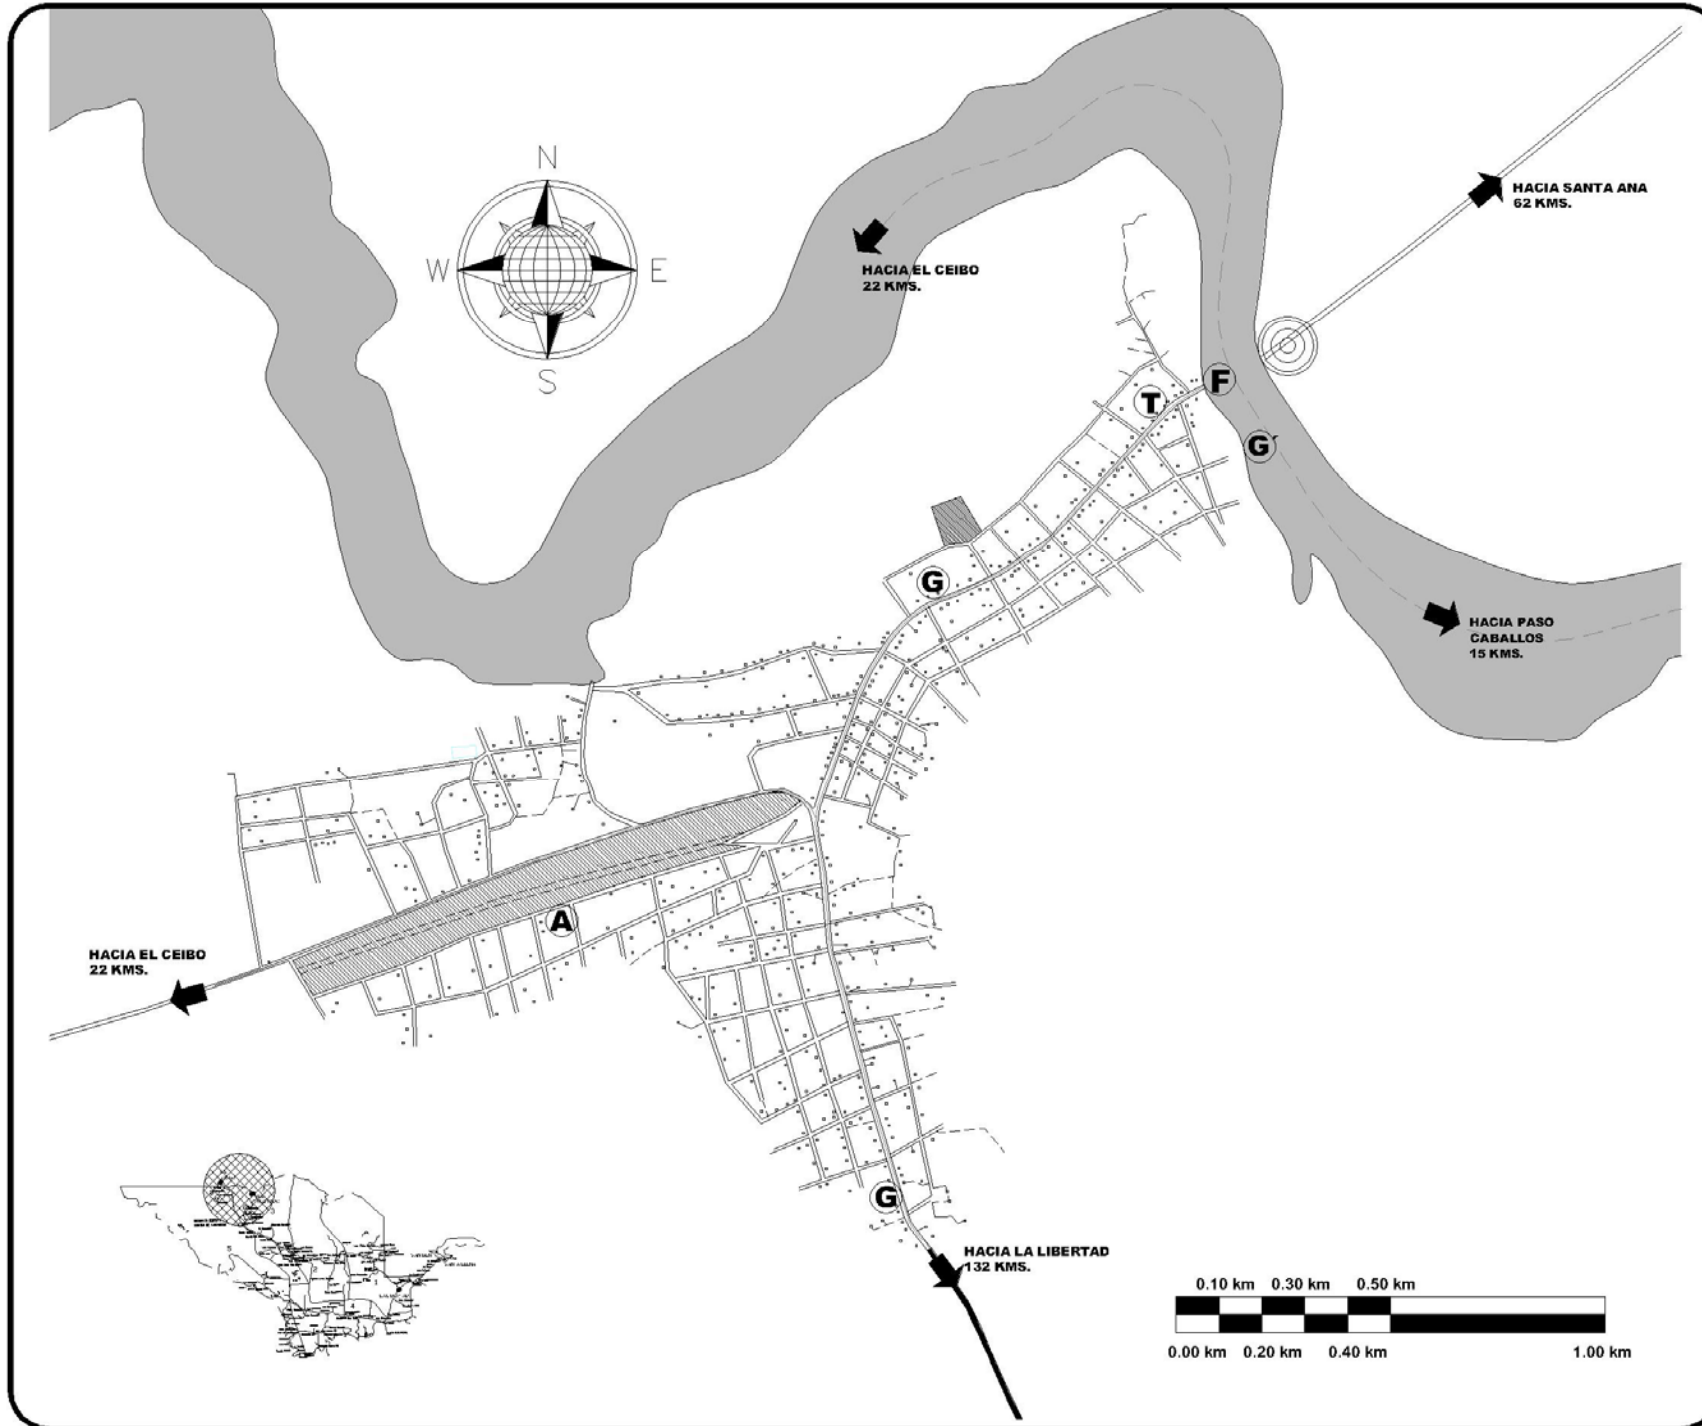 N
W E
S
HACIA SANTA ANA
62 KMS.
HACIA EL CEIBO
22 KMS.
F
T
G
G
HACIA PASO
CABALLOS
15 KMS.
A
HACIA EL CEIBO
22 KMS.
G
HACIA LA LIBERTAD
132 KMS.
0.10 km 0.30 km 0.50 km
0.00 km 0.20 km 0.40 km 1.00 km